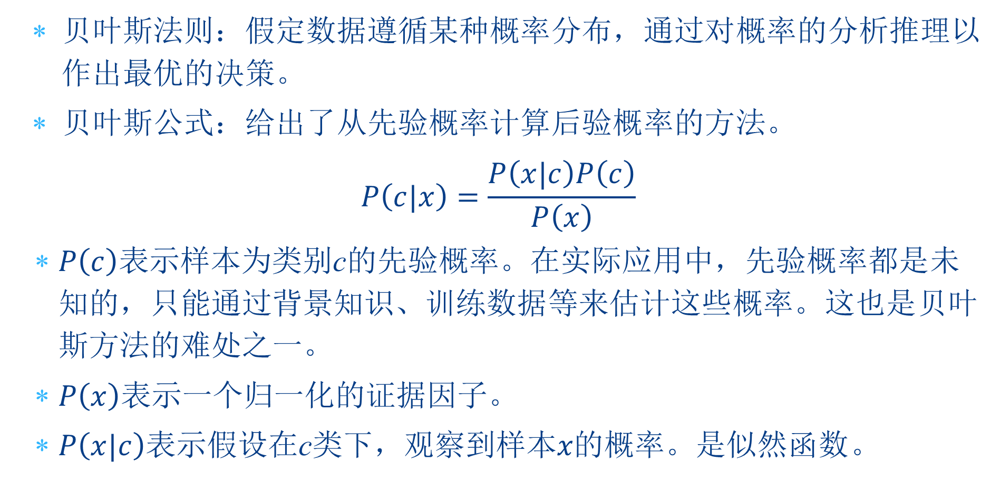 * 贝叶斯法则：假定数据遵循某种概率分布，通过对概率的分析推理以
作出最优的决策。
* 贝叶斯公式：给出了从先验概率计算后验概率的方法。
P(c|x) = P(x|c)P(c) / P(x)
* P(c)表示样本为类别c的先验概率。在实际应用中，先验概率都是未
知的，只能通过背景知识、训练数据等来估计这些概率。这也是贝叶
斯方法的难处之一。
* P(x)表示一个归一化的证据因子。
* P(x|c)表示假设在c类下，观察到样本x的概率。是似然函数。